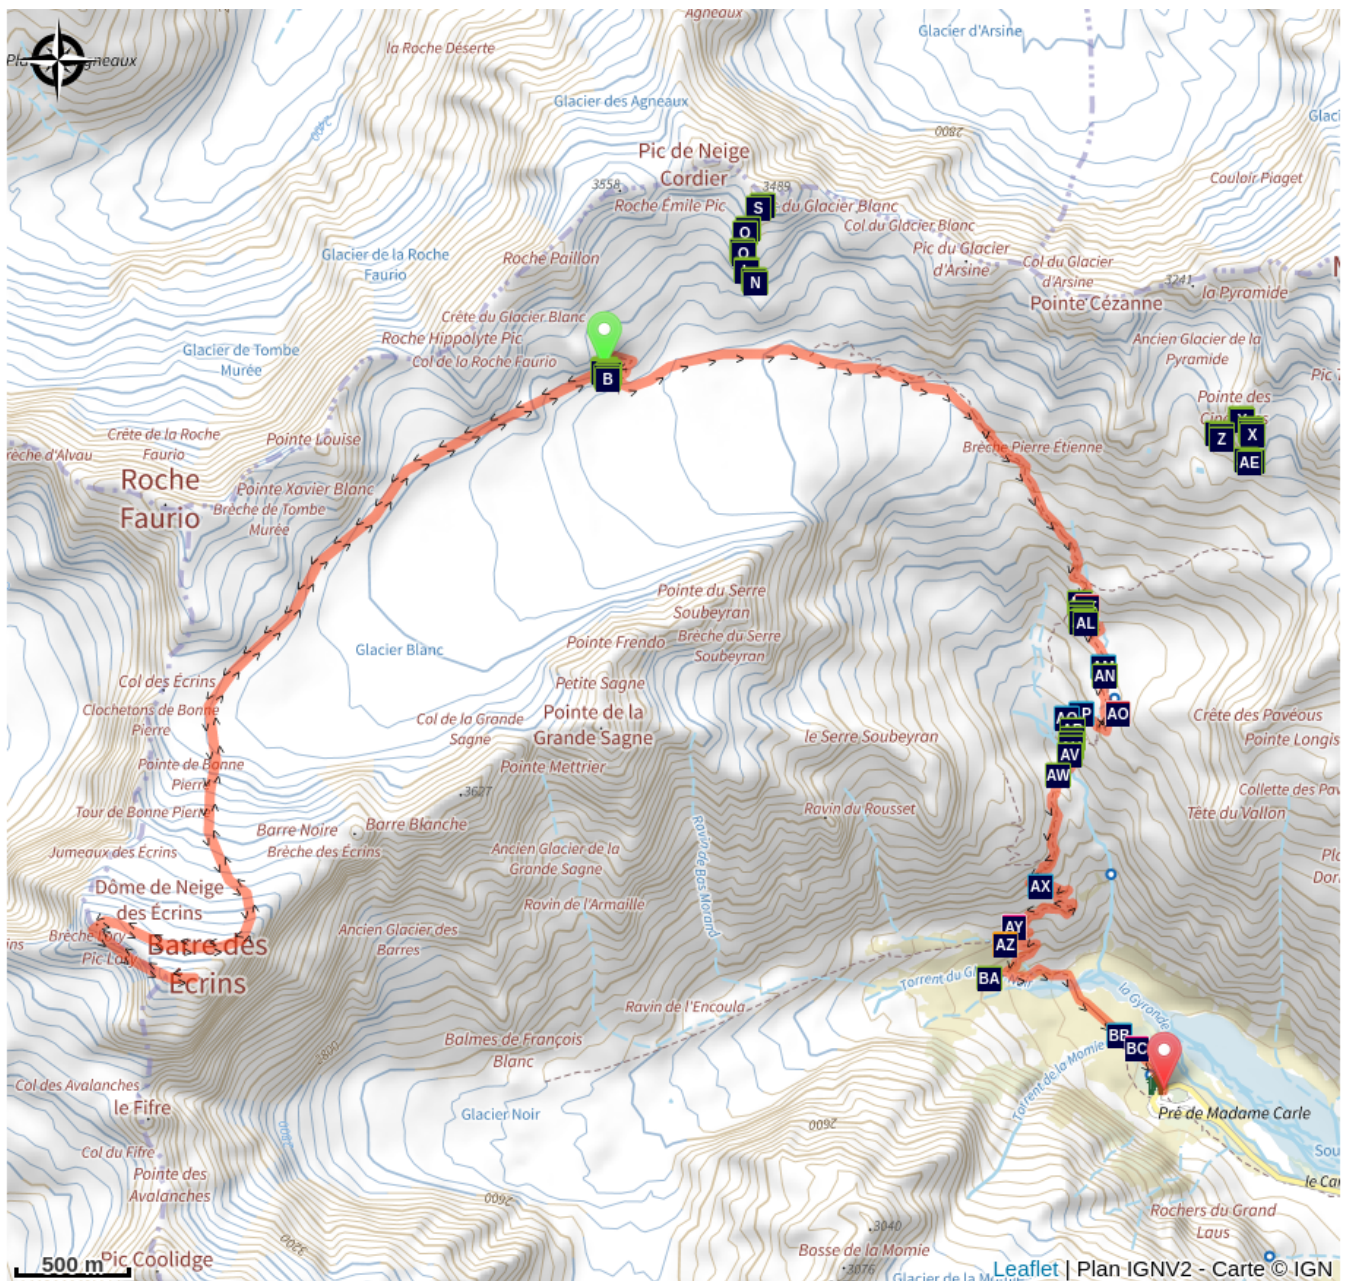 Agneaux
Glacier d'Arsine
la Roche Déserte
Glacier des Agneaux
2700
2800
Pic de Neige
Cordier
3558
3489
Couloir Piaget
Roche Émile Pic
S
du Glacier Blanc
Col du Glacier Blanc
O
Q
N
Glacier de la Roche
Faurio
Roche Paillon
Pic du Glacier
d'Arsine
Col du Glacier
d'Arsine
3241
la Pyramide
Pointe Cézanne
Crête du Glacier Blanc
Roche Hippolyte Pic
Col de la Roche Faurio
Glacier de Tombe
Murée
B
Ancien Glacier de la
Pyramide
Pointe des
Z
X
AE
Crête de la Roche
Faurio
Pointe Louise
Brèche Pierre Étienne
Roche
Faurio
Pointe Xavier Blanc
Brèche de Tombe
Murée
Pointe du Serre
Soubeyran
AL
Pointe Frendo
Brèche du Serre
Soubeyran
Glacier Blanc
AN
Col des Écrins
Petite Sagne
Clochetons de Bonne
Pierre
Col de la Grande
Sagne
Pointe de la
Grande Sagne
le Serre Soubeyran
AO
Crête des Pavéous
AV
AW
Pointe de Bonne
Pierre
Pointe Mettrier
3627
Ravin du Rousset
Tête du Vallon
Barre Noire
Barre Blanche
Brèche des Écrins
Jumeaux des Écrins
Ancien Glacier de la
Grande Sagne
Ravin de Bas Morand
Dôme de Neige
des Écrins
Ravin de l'Armaille
AX
AY
AZ
Barre des
Écrins
Ancien Glacier des
Barres
BA
Ravin de l'Encoula
la Gyronde
BB
BC
Torrent de la Momie
Balmes de François
Blanc
Col des Avalanches
le Fifre
Glacier Noir
Pré de Madame Carle
2600
Col du Fifre
Pointe des
Avalanches
2600
3200
Rochers du Grand
Laus
3040
Bosse de la Momie
3076
500 m
Pic Coolidge
Leaflet | Plan IGNV2 - Carte © IGN